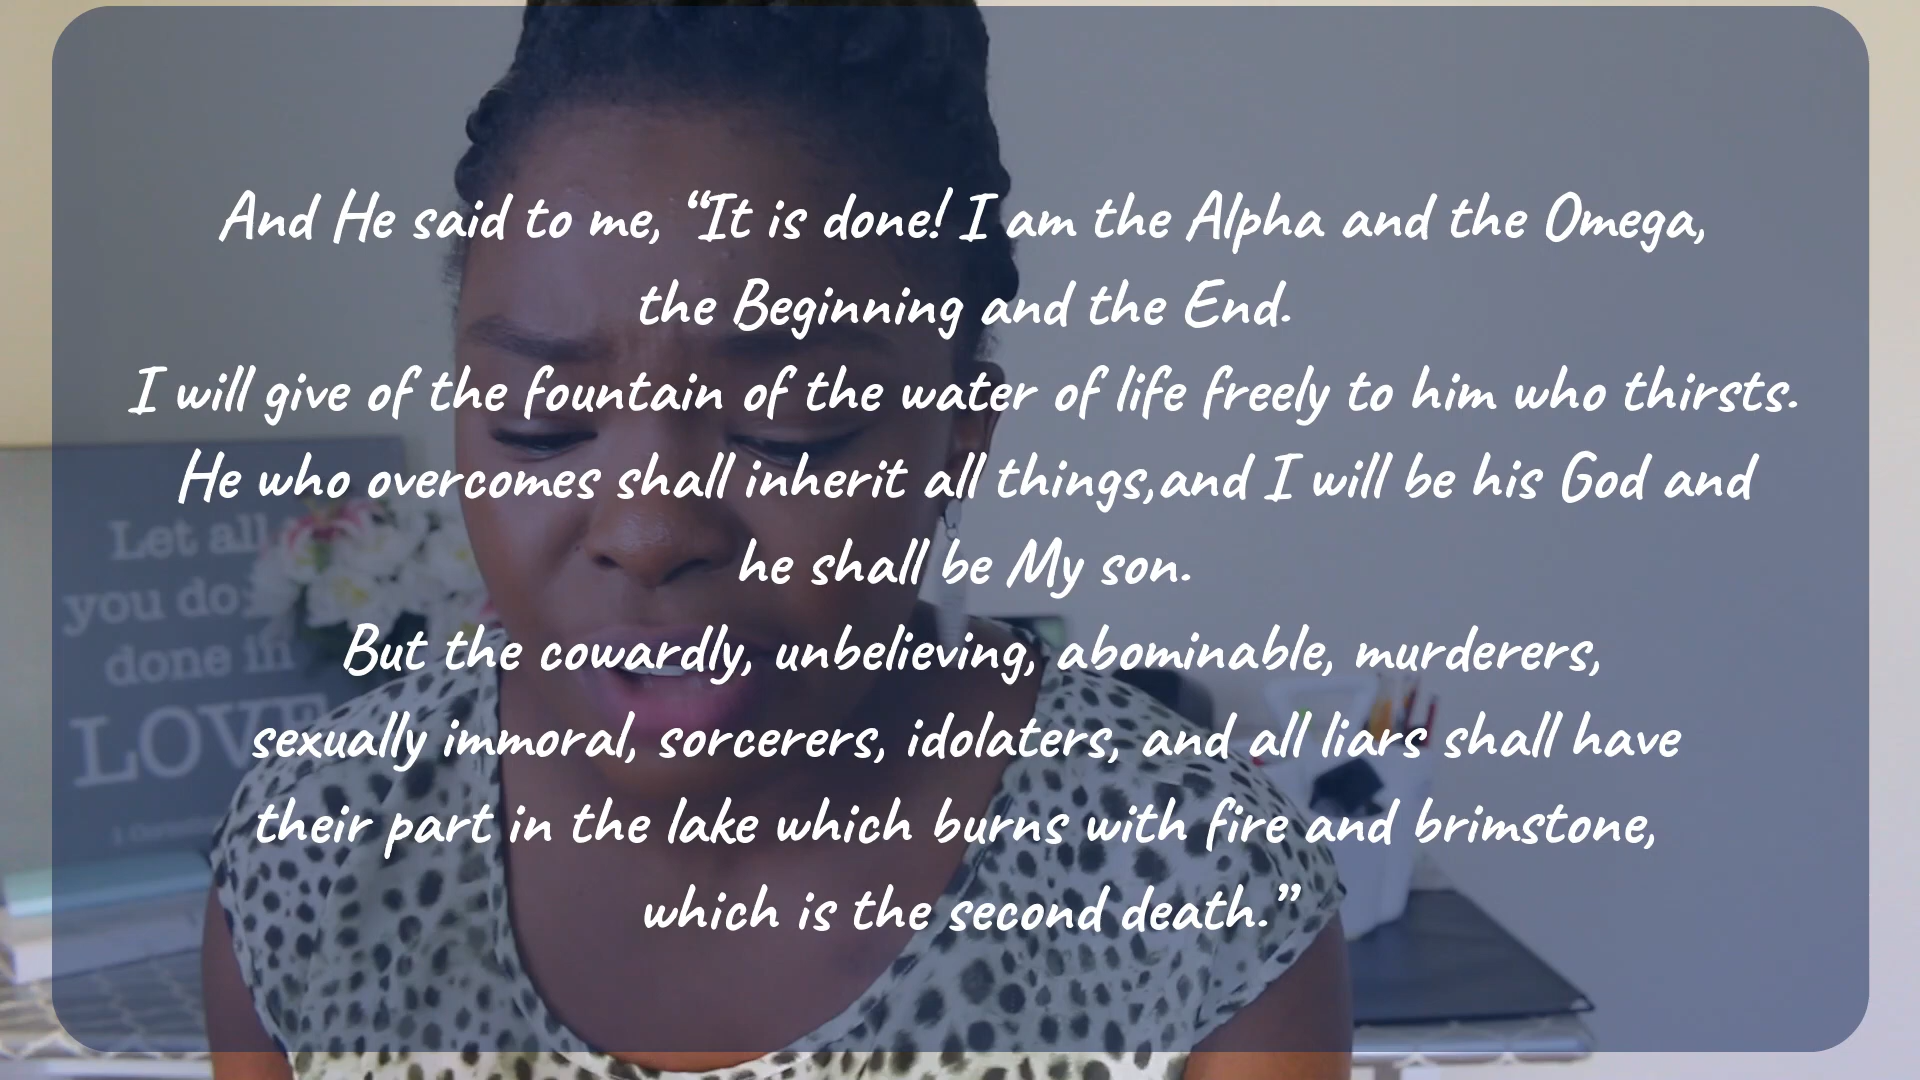 And He said to me, “It is done! I am the Alpha and the Omega,
the Beginning and the End.
I will give of the fountain of the water of life freely to him who thirsts.
He who overcomes shall inherit all things,and I will be his God and
he shall be My son.
But the cowardly, unbelieving, abominable, murderers,
sexually immoral, sorcerers, idolaters, and all liars shall have
their part in the lake which burns with fire and brimstone,
which is the second death.”
Let all
you do
done in
LOVE